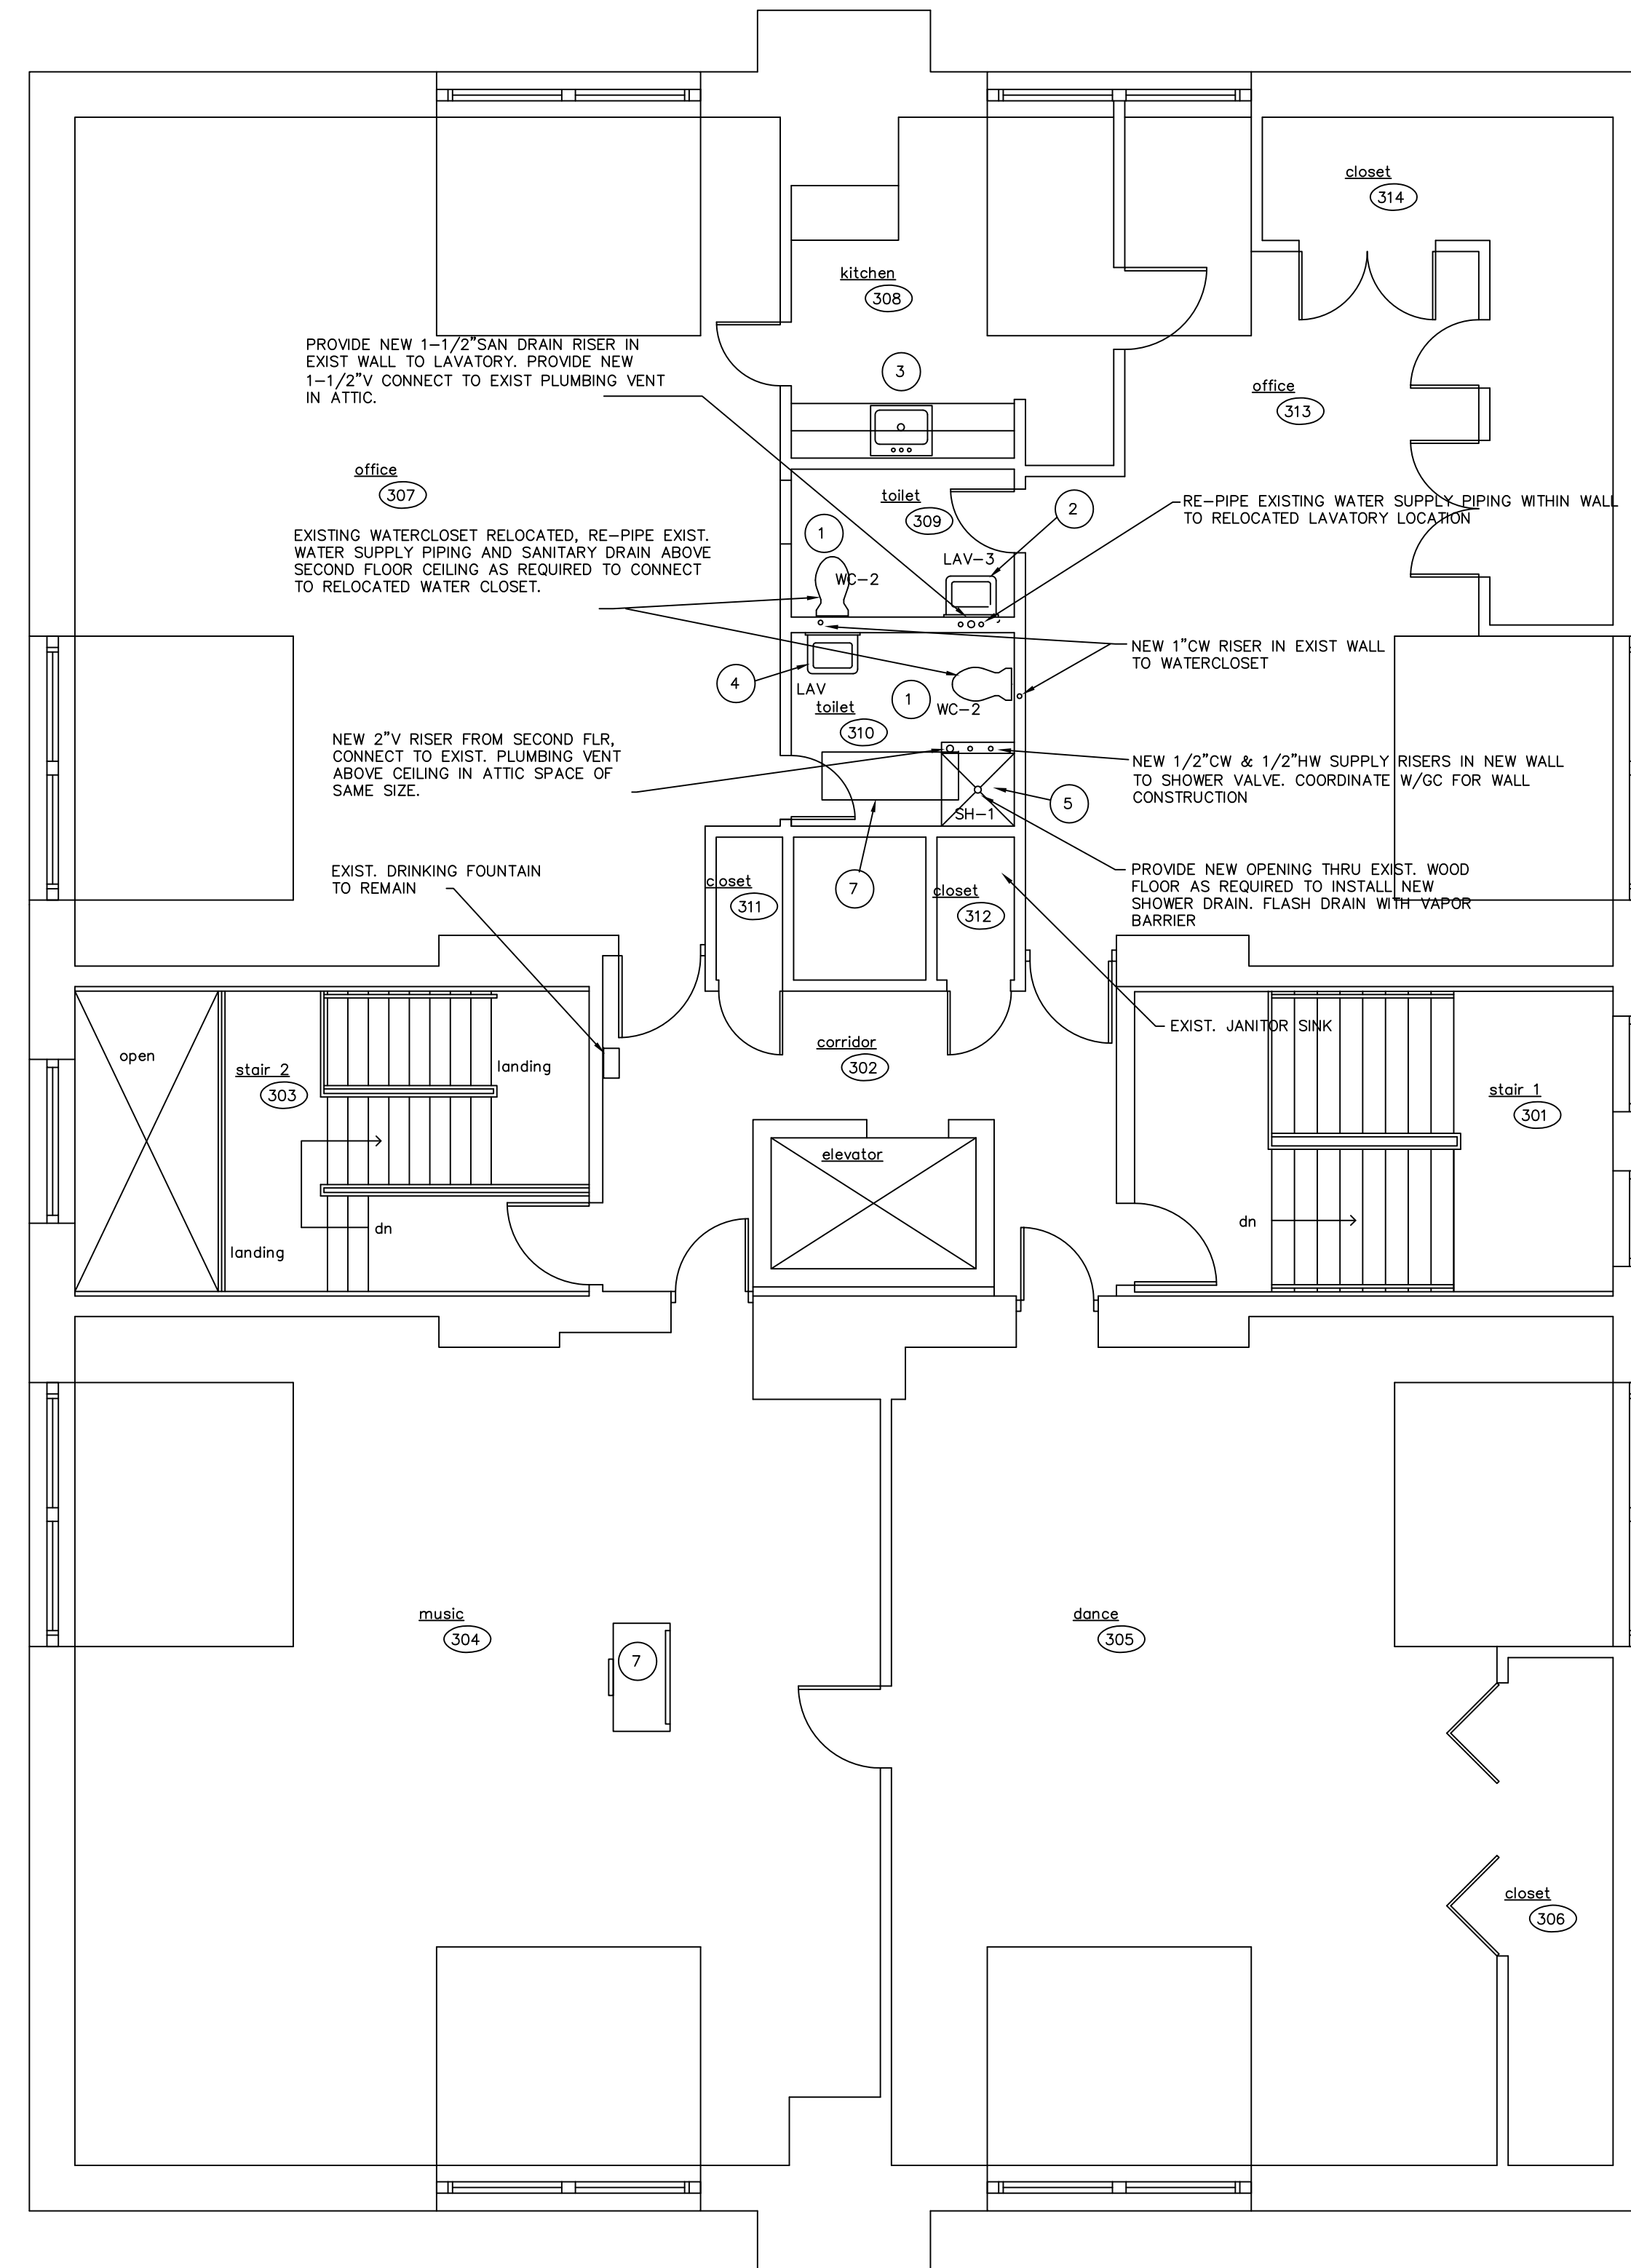 closet
314
kitchen
308
PROVIDE NEW 1-1/2"SAN DRAIN RISER IN
EXIST WALL TO LAVATORY. PROVIDE NEW
1-1/2"V CONNECT TO EXIST PLUMBING VENT
IN ATTIC.
3
office
313
office
307
toilet
309
2
RE-PIPE EXISTING WATER SUPPLY PIPING WITHIN WALL
TO RELOCATED LAVATORY LOCATION
EXISTING WATERCLOSET RELOCATED, RE-PIPE EXIST.
WATER SUPPLY PIPING AND SANITARY DRAIN ABOVE
SECOND FLOOR CEILING AS REQUIRED TO CONNECT
TO RELOCATED WATER CLOSET.
1
LAV-3
WC-2
NEW 1"CW RISER IN EXIST WALL
TO WATERCLOSET
4
LAV
1
WC-2
toilet
310
NEW 2"V RISER FROM SECOND FLR,
CONNECT TO EXIST. PLUMBING VENT
ABOVE CEILING IN ATTIC SPACE OF
SAME SIZE.
NEW 1/2"CW & 1/2"HW SUPPLY RISERS IN NEW WALL
TO SHOWER VALVE. COORDINATE W/GC FOR WALL
CONSTRUCTION
5
SH-1
EXIST. DRINKING FOUNTAIN
TO REMAIN
closet
311
7
closet
312
PROVIDE NEW OPENING THRU EXIST. WOOD
FLOOR AS REQUIRED TO INSTALL NEW
SHOWER DRAIN. FLASH DRAIN WITH VAPOR
BARRIER
EXIST. JANITOR SINK
open
stair 2
303
landing
corridor
302
stair 1
301
elevator
dn
landing
dn
music
304
7
dance
305
closet
306